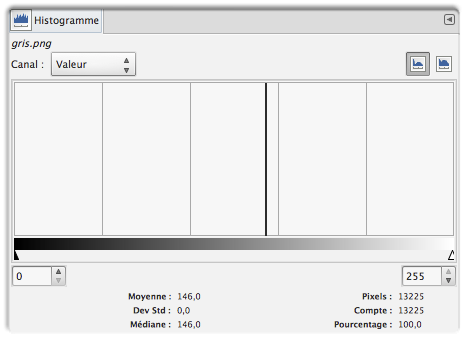 Histogramme
gris.png
Canal : Valeur
0 255
Moyenne : 146,0 Pixels : 13225
Dev Std : 0,0 Compte : 13225
Médiane : 146,0 Pourcentage : 100,0